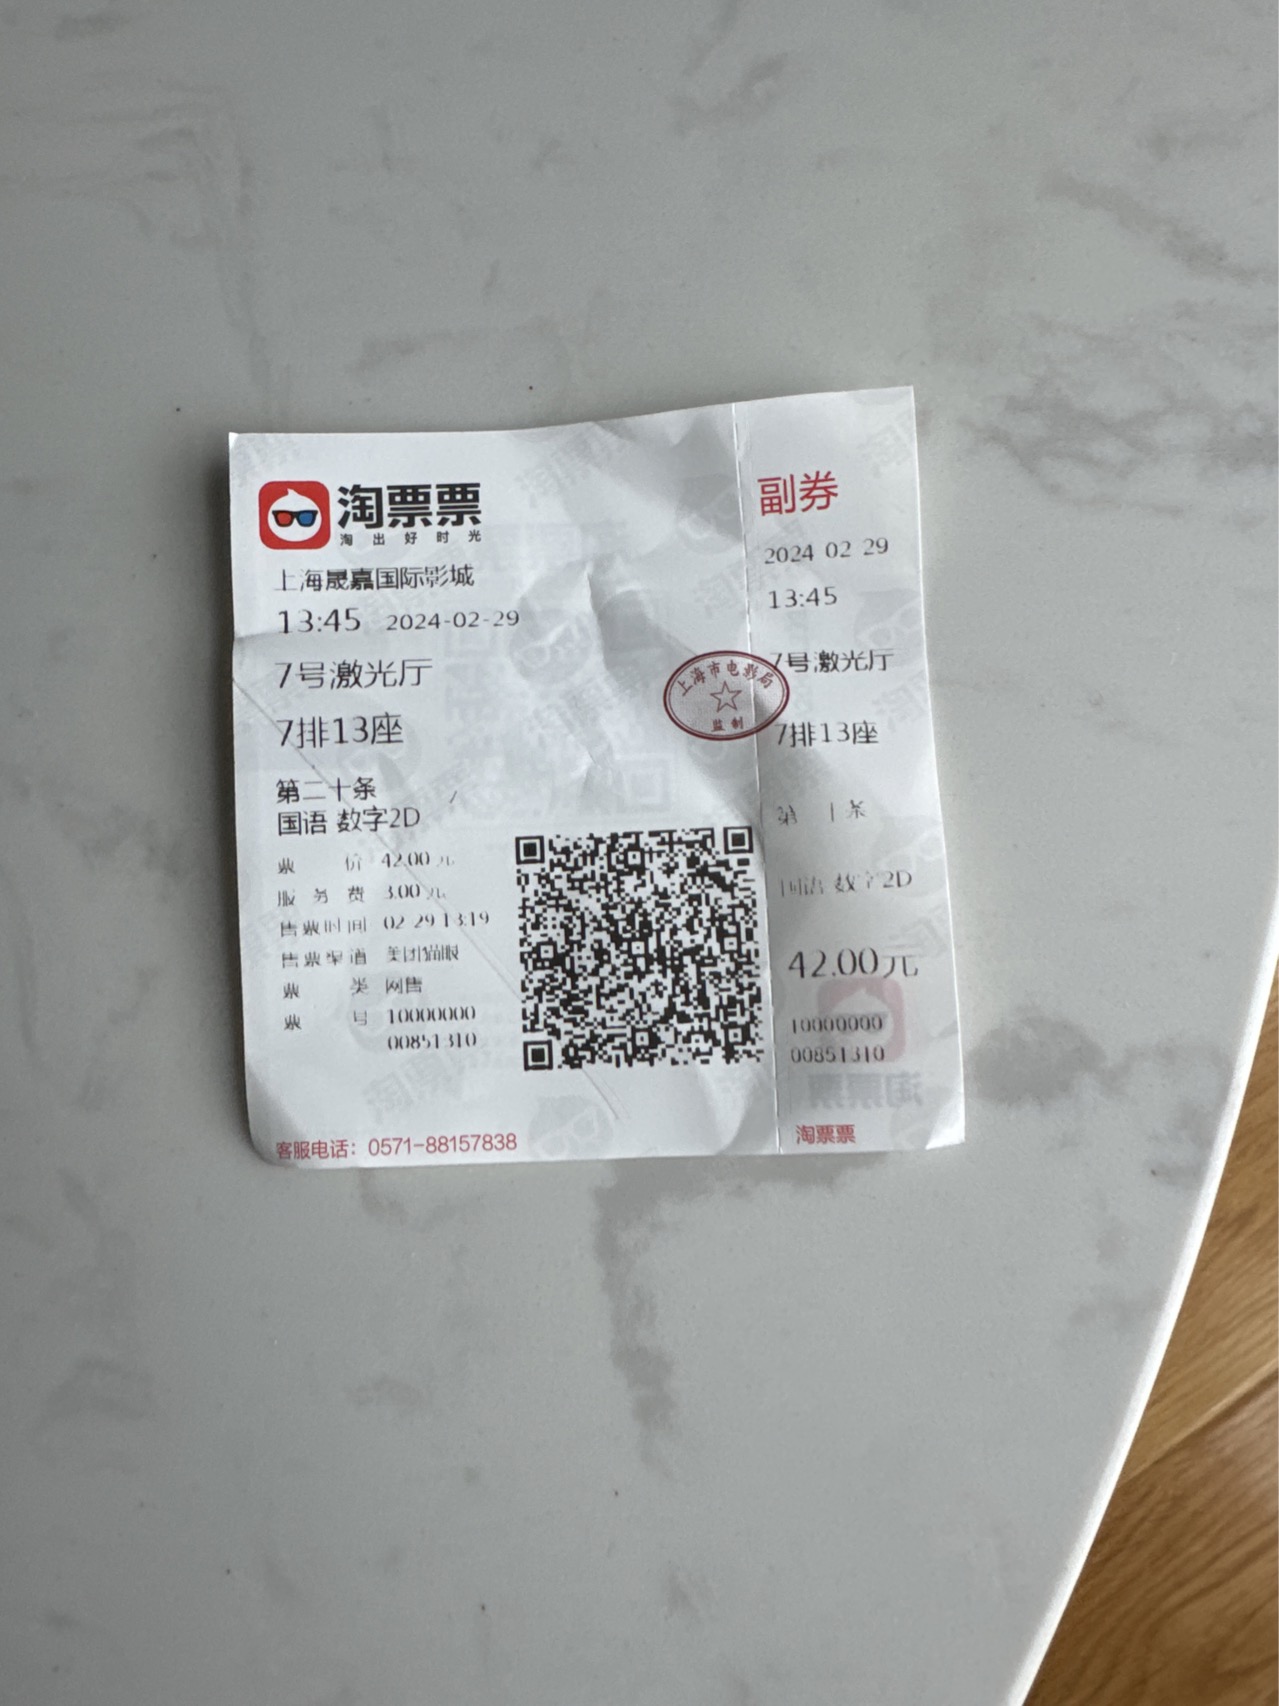 淘票票
淘出好时光
上海晟嘉国际影城
13:45 2024-02-29
7号激光厅
7排13座
第二十条
国语 数字2D
票价 42.00 元
服务费 3.00 元
售票时间 02-29 13:19
售票渠道 美团猫眼
票类 网售
票号 10000000
00851310
客服电话：0571-88157838
上海市电影局
监制
副券
2024 02 29
13:45
7号激光厅
7排13座
第 十条
国语 数字2D
42.00元
10000000
00851310
淘票票